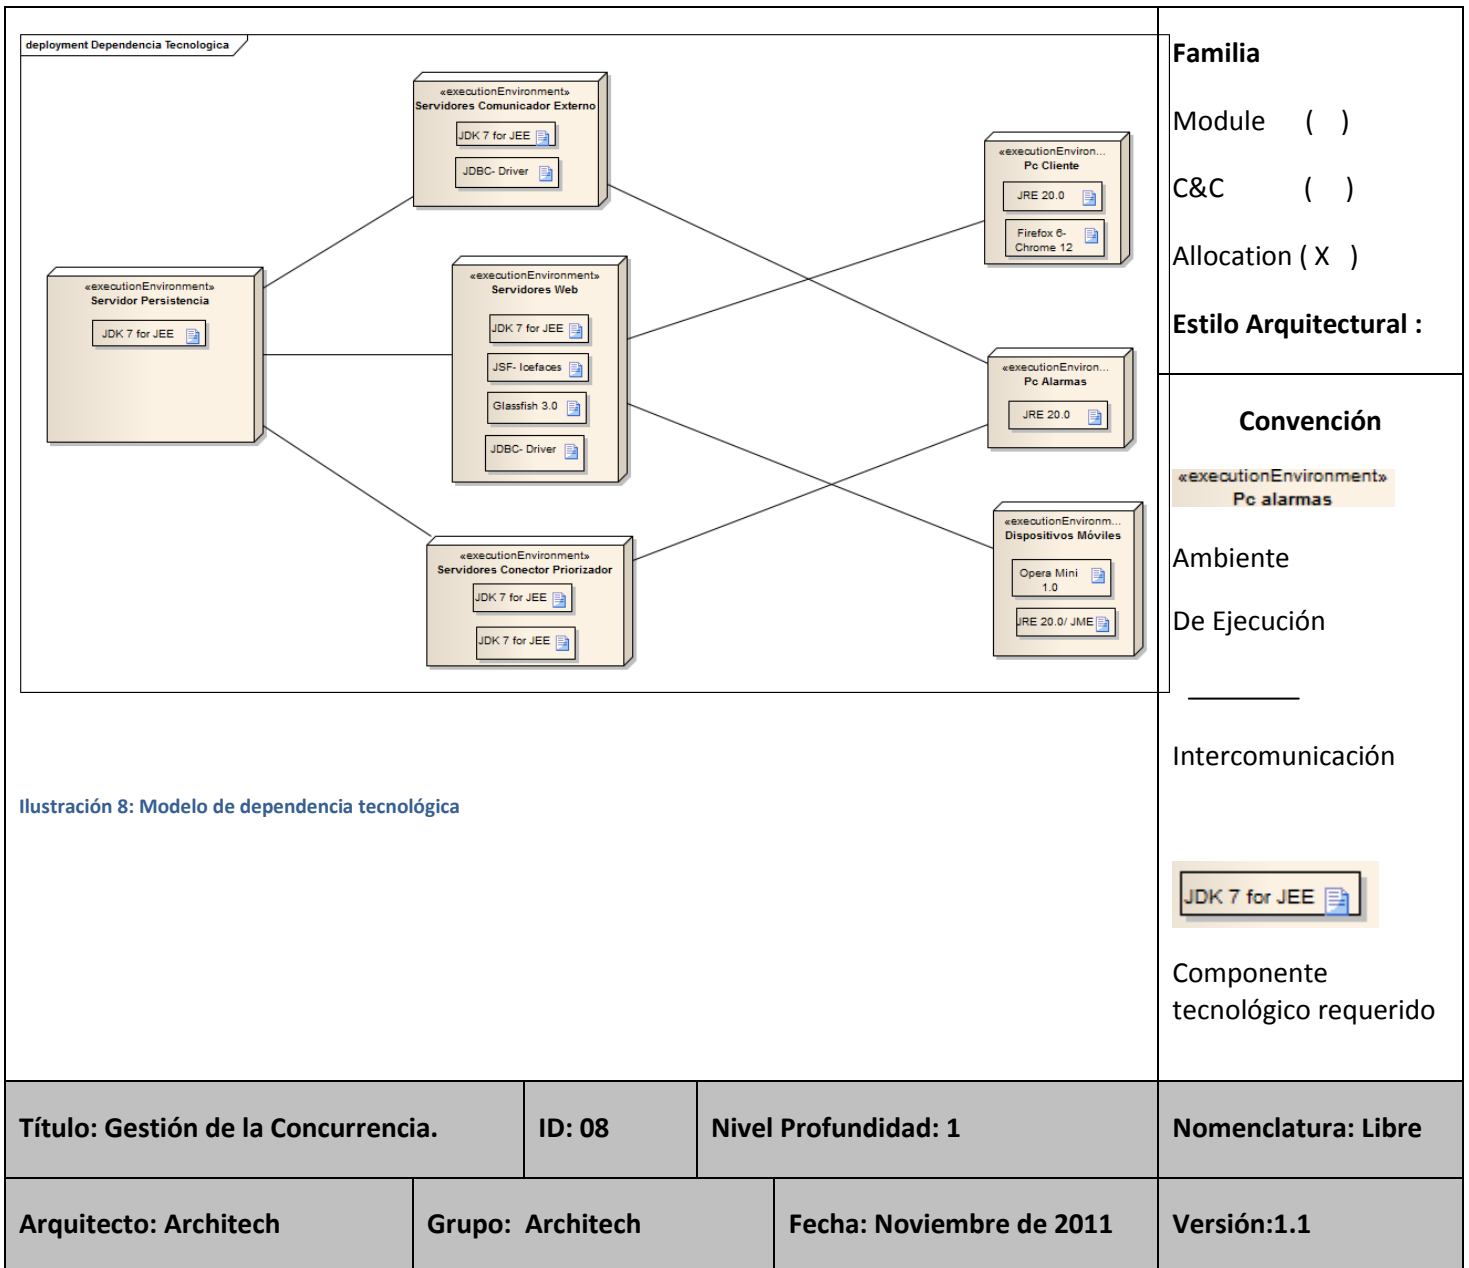 deployment Dependencia Tecnologica
«executionEnvironment»
Servidores Comunicador Externo
JDK 7 for JEE
JDBC- Driver
«executionEnviron...
Pc Cliente
JRE 20.0
Firefox 6-
Chrome 12
«executionEnvironment»
Servidor Persistencia
JDK 7 for JEE
«executionEnvironment»
Servidores Web
JDK 7 for JEE
JSF- Icefaces
Glassfish 3.0
JDBC- Driver
«executionEnviron...
Pc Alarmas
JRE 20.0
«executionEnvironment»
Servidores Conector Priorizador
JDK 7 for JEE
JDK 7 for JEE
«executionEnvironm...
Dispositivos Móviles
Opera Mini
1.0
JRE 20.0/ JME
Ilustración 8: Modelo de dependencia tecnológica
Familia
Module ( )
C&C ( )
Allocation ( X )
Estilo Arquitectural :
Convención
«executionEnvironment»
Pc alarmas
Ambiente
De Ejecución
Intercomunicación
JDK 7 for JEE
Componente
tecnológico requerido
Título: Gestión de la Concurrencia.
ID: 08
Nivel Profundidad: 1
Nomenclatura: Libre
Arquitecto: Architech
Grupo: Architech
Fecha: Noviembre de 2011
Versión:1.1